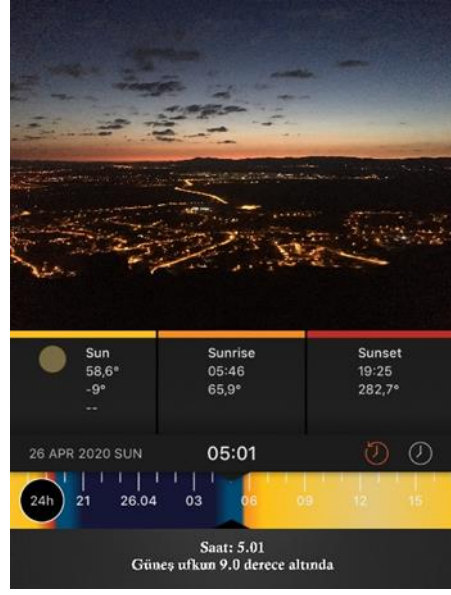 Sun
58,6°
-9°
--
Sunrise
05:46
65,9°
Sunset
19:25
282,7°
26 APR 2020 SUN
05:01
24h 21 26.04 03 06 09 12 15
Saat: 5.01
Güneş ufkun 9.0 derece altında